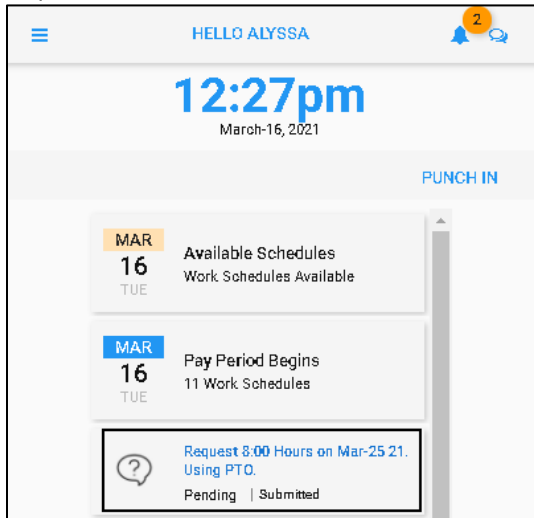 HELLO ALYSSA
2
12:27pm
March-16, 2021
PUNCH IN
MAR
16
TUE
Available Schedules
Work Schedules Available
MAR
16
TUE
Pay Period Begins
11 Work Schedules
Request 8:00 Hours on Mar-25 21.
Using PTO.
Pending | Submitted